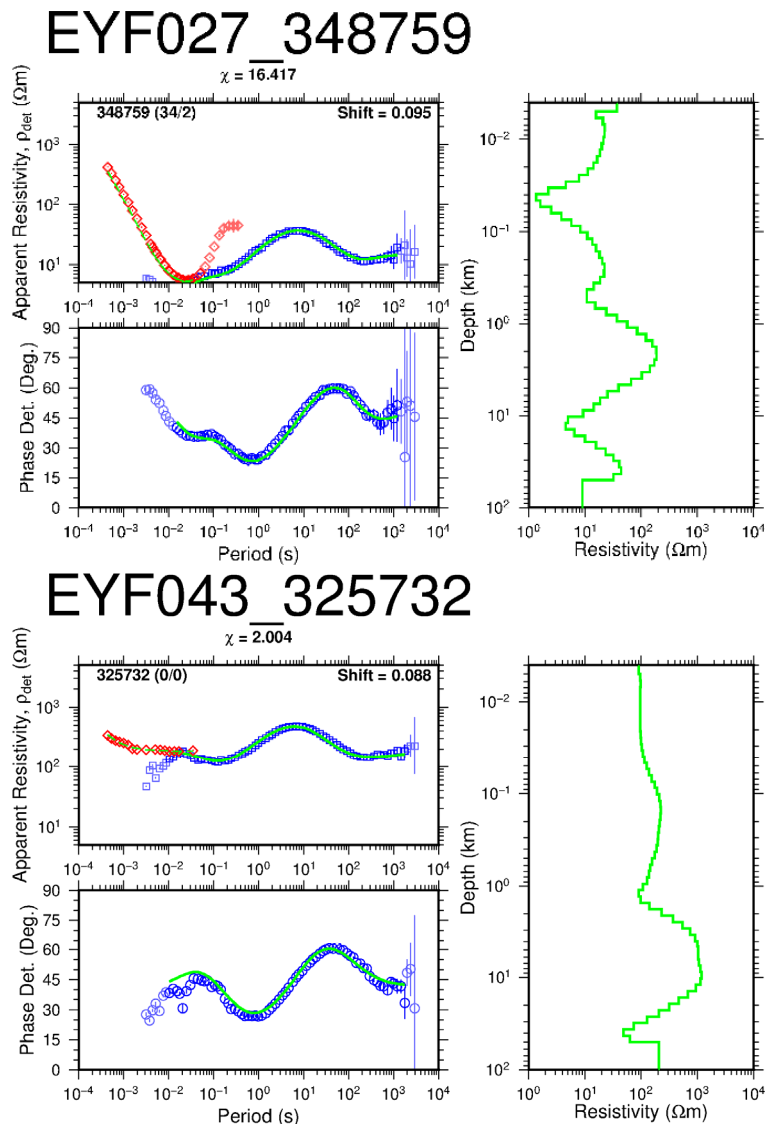 EYF027_348759
χ = 16.417
348759 (34/2) Shift = 0.095
Apparent Resistivity, ρdet (Ωm)
10³
10²
10¹
10⁻⁴ 10⁻³ 10⁻² 10⁻¹ 10⁰ 10¹ 10² 10³ 10⁴
Phase Det. (Deg.)
90
75
60
45
30
15
0
10⁻⁴ 10⁻³ 10⁻² 10⁻¹ 10⁰ 10¹ 10² 10³ 10⁴
Period (s)
Depth (km)
10⁻²
10⁻¹
10⁰
10¹
10²
10⁰ 10¹ 10² 10³ 10⁴
Resistivity (Ωm)
EYF043_325732
χ = 2.004
325732 (0/0) Shift = 0.088
Apparent Resistivity, ρdet (Ωm)
10³
10²
10¹
10⁻⁴ 10⁻³ 10⁻² 10⁻¹ 10⁰ 10¹ 10² 10³ 10⁴
Phase Det. (Deg.)
90
75
60
45
30
15
0
10⁻⁴ 10⁻³ 10⁻² 10⁻¹ 10⁰ 10¹ 10² 10³ 10⁴
Period (s)
Depth (km)
10⁻²
10⁻¹
10⁰
10¹
10²
10⁰ 10¹ 10² 10³ 10⁴
Resistivity (Ωm)